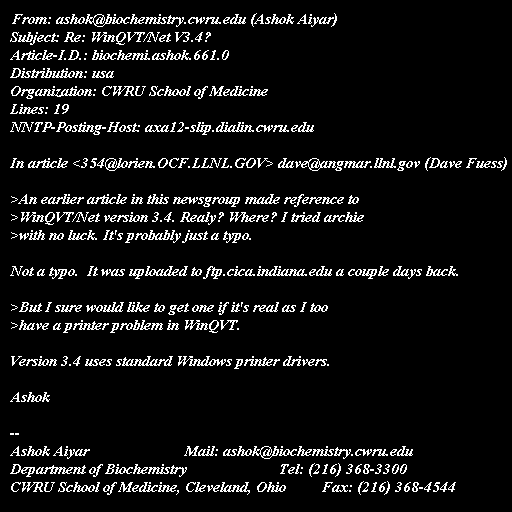 From: ashok@biochemistry.cwru.edu (Ashok Aiyar)
Subject: Re: WinQVT/Net V3.4?
Article-I.D.: biochemi.ashok.661.0
Distribution: usa
Organization: CWRU School of Medicine
Lines: 19
NNTP-Posting-Host: axa12-slip.dialin.cwru.edu

In article <354@lorien.OCF.LLNL.GOV> dave@angmar.llnl.gov (Dave Fuess)

>An earlier article in this newsgroup made reference to
>WinQVT/Net version 3.4. Realy? Where? I tried archie
>with no luck. It's probably just a typo.

Not a typo.  It was uploaded to ftp.cica.indiana.edu a couple days back.

>But I sure would like to get one if it's real as I too
>have a printer problem in WinQVT.

Version 3.4 uses standard Windows printer drivers.

Ashok

--
Ashok Aiyar                        Mail: ashok@biochemistry.cwru.edu
Department of Biochemistry                       Tel: (216) 368-3300
CWRU School of Medicine, Cleveland, Ohio         Fax: (216) 368-4544